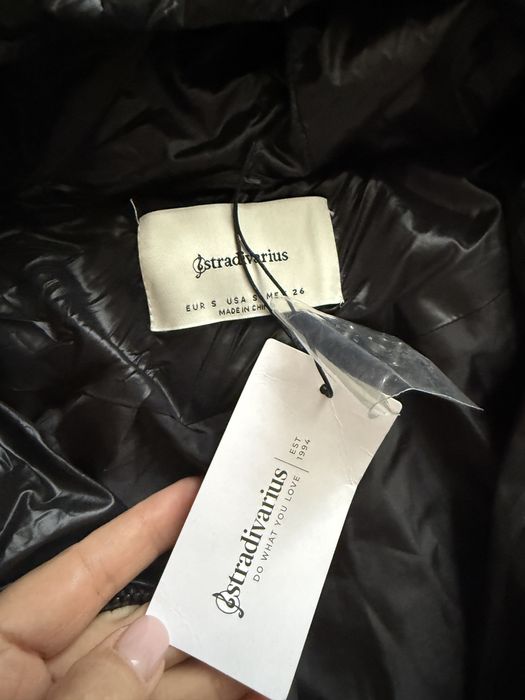 stradivarius
EUR S USA S MEX 26
MADE IN CHINA
stradivarius
EST
1994
DO WHAT YOU LOVE